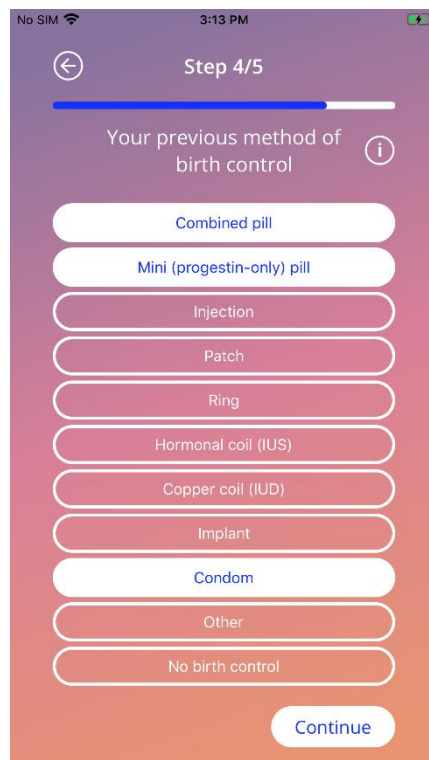 No SIM 3:13 PM
Step 4/5
Your previous method of
birth control
i
Combined pill
Mini (progestin-only) pill
Injection
Patch
Ring
Hormonal coil (IUS)
Copper coil (IUD)
Implant
Condom
Other
No birth control
Continue